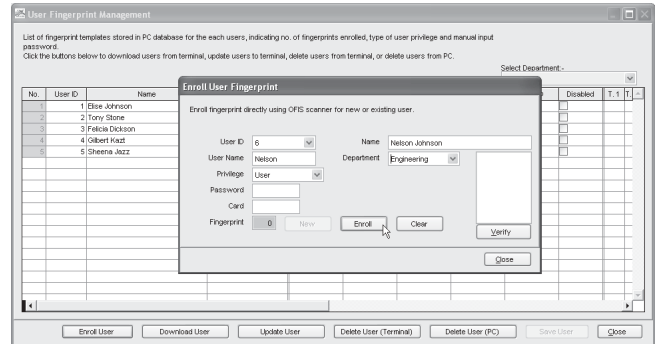 User Fingerprint Management
List of fingerprint templates stored in PC database for the each users, indicating no. of fingerprints enrolled, type of user privilege and manual input
password.
Click the buttons below to download users from terminal, update users to terminal, delete users from terminal, or delete users from PC.
Select Department:-
No. User ID Name Disabled T. 1 T.
1 1 Elise Johnson
2 2 Tony Stone
3 3 Felicia Dickson
4 4 Gilbert Kazt
5 5 Sheena Jazz
Enroll User Fingerprint
Enroll fingerprint directly using OFIS scanner for new or existing user.
User ID 6 Name Nelson Johnson
User Name Nelson Department Engineering
Privilege User
Password
Card
Fingerprint 0 New Enroll Clear
Verify
Close
Enroll User Download User Update User Delete User (Terminal) Delete User (PC) Save User Close